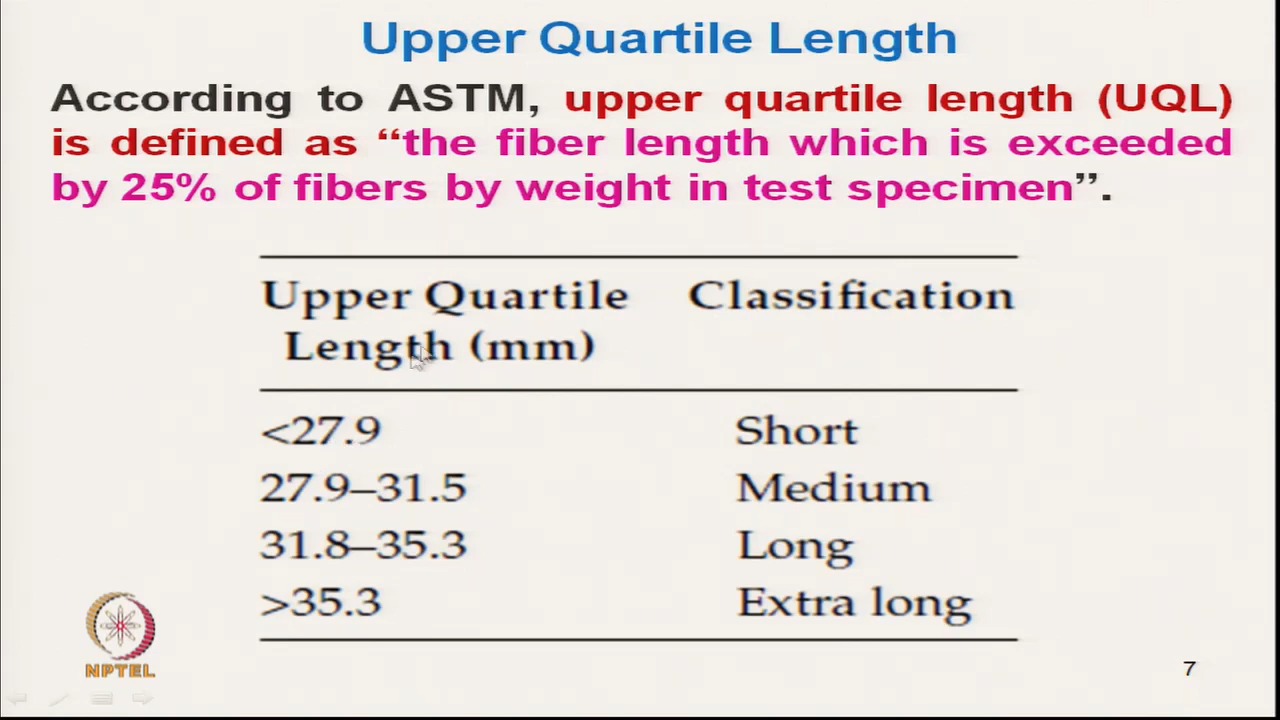 Upper Quartile Length
According to ASTM, upper quartile length (UQL)
is defined as ‘‘the fiber length which is exceeded
by 25% of fibers by weight in test specimen’’.
Upper Quartile Classification
Length (mm)
<27.9 Short
27.9–31.5 Medium
31.8–35.3 Long
>35.3 Extra long
NPTEL
7